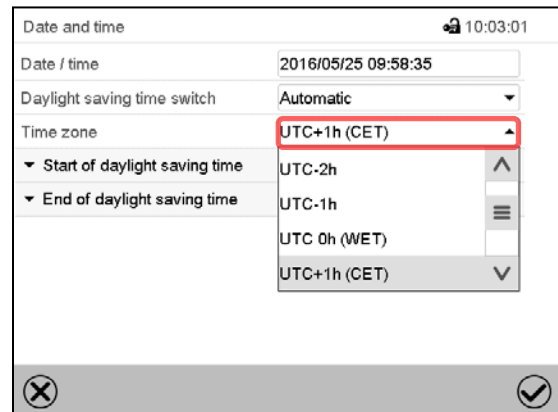 Date and time 10:03:01
Date / time 2016/05/25 09:58:35
Daylight saving time switch Automatic
Time zone UTC+1h (CET)
Start of daylight saving time UTC-2h
End of daylight saving time UTC-1h
UTC 0h (WET)
UTC+1h (CET)